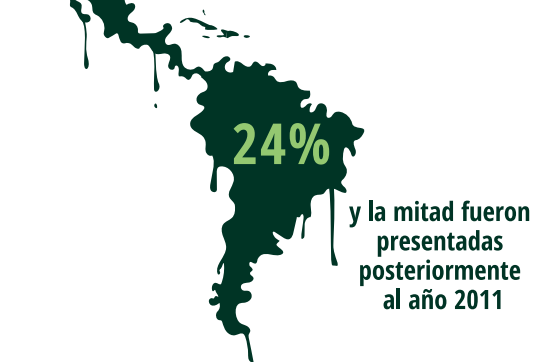 24%
y la mitad fueron
presentadas
posteriormente
al año 2011